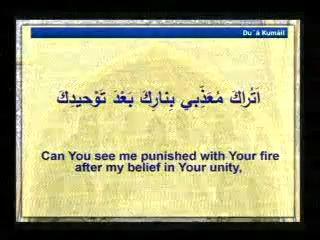 Du´á Kumáil
اَتُراكَ مُعَذِّبي بِنارِكَ بَعْدَ تَوْحيدِكَ
Can You see me punished with Your fire
after my belief in Your unity,